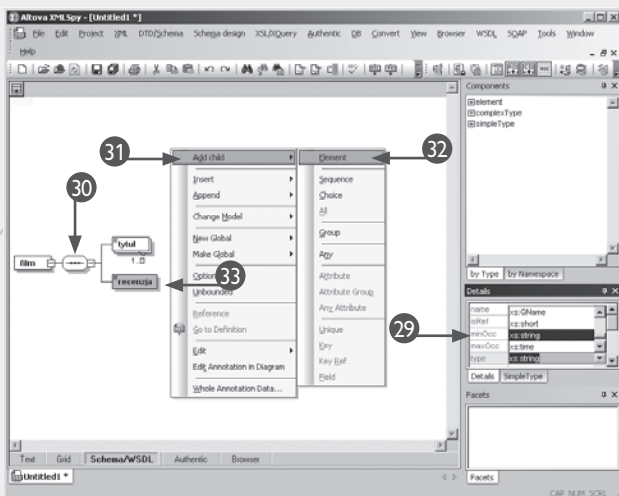 Altova XMLSpy - [Untitled1 *]
File Edit Project XML DTD/Schema Schema design XSL/XQuery Authentic DB Convert View Browser WSDL SOAP Tools Window
Help
Components
element
complexType
simpleType
by Type by Namespace
31
Add child
Element
32
Insert
Sequence
Append
Choice
All
Change Model
Group
New Global
Make Global
Any
30
Optional
Attribute
Unbounded
Attribute Group
Reference
Any Attribute
Go to Definition
Unique
Edit
Key
Edit Annotation in Diagram
Key Ref
Whole Annotation Data...
Field
film
tytul
1..∞
recenzja
33
29
Details
name xs:QName
isRef xs:short
minOcc xs:string
maxOcc xs:time
type xs:string
Details SimpleType
Facets
Text Grid Schema/WSDL Authentic Browser
Untitled1 *
Facets
CAP NUM SCRL